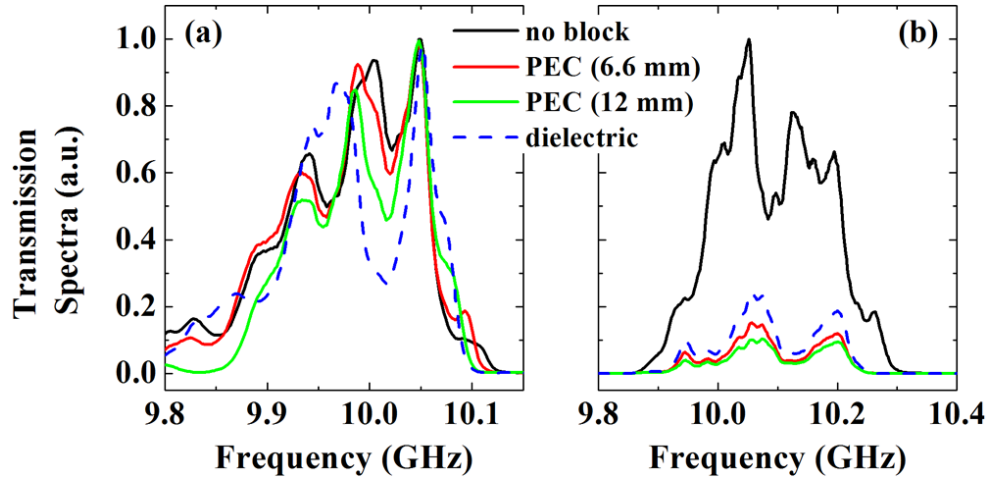 (a)
(b)
no block
PEC (6.6 mm)
PEC (12 mm)
dielectric
Transmission
Spectra (a.u.)
1.0
0.8
0.6
0.4
0.2
0.0
9.8 9.9 10.0 10.1
9.8 10.0 10.2 10.4
Frequency (GHz) Frequency (GHz)